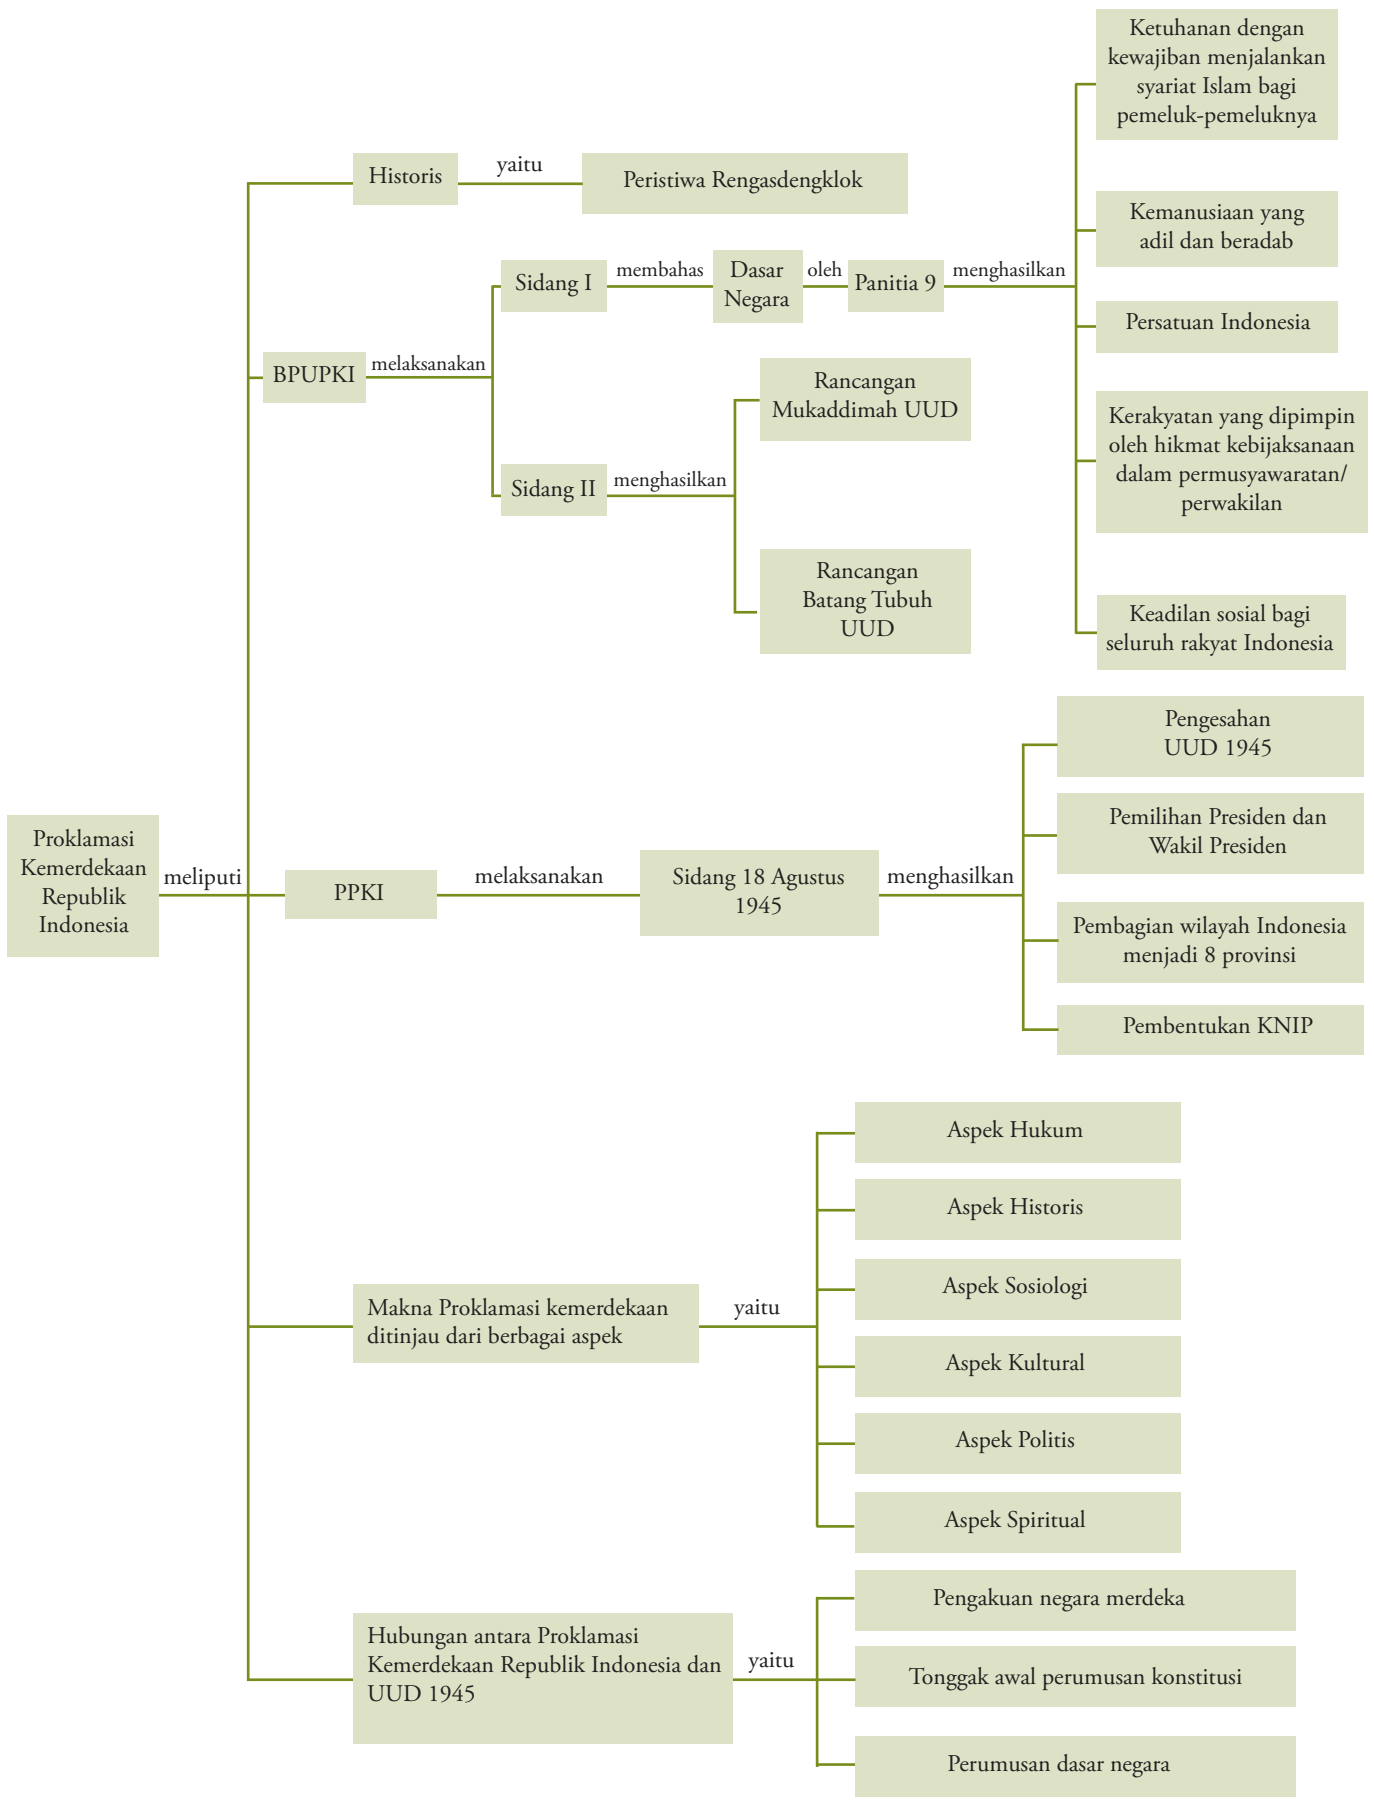 Proklamasi
Kemerdekaan
Republik
Indonesia
meliputi
Historis
yaitu
Peristiwa Rengasdengklok
BPUPKI
melaksanakan
Sidang I
membahas
Dasar
Negara
oleh
Panitia 9
menghasilkan
Ketuhanan dengan
kewajiban menjalankan
syariat Islam bagi
pemeluk-pemeluknya
Kemanusiaan yang
adil dan beradab
Persatuan Indonesia
Kerakyatan yang dipimpin
oleh hikmat kebijaksanaan
dalam permusyawaratan/
perwakilan
Keadilan sosial bagi
seluruh rakyat Indonesia
Sidang II
menghasilkan
Rancangan
Mukaddimah UUD
Rancangan
Batang Tubuh
UUD
PPKI
melaksanakan
Sidang 18 Agustus
1945
menghasilkan
Pengesahan
UUD 1945
Pemilihan Presiden dan
Wakil Presiden
Pembagian wilayah Indonesia
menjadi 8 provinsi
Pembentukan KNIP
Makna Proklamasi kemerdekaan
ditinjau dari berbagai aspek
yaitu
Aspek Hukum
Aspek Historis
Aspek Sosiologi
Aspek Kultural
Aspek Politis
Aspek Spiritual
Hubungan antara Proklamasi
Kemerdekaan Republik Indonesia dan
UUD 1945
yaitu
Pengakuan negara merdeka
Tonggak awal perumusan konstitusi
Perumusan dasar negara